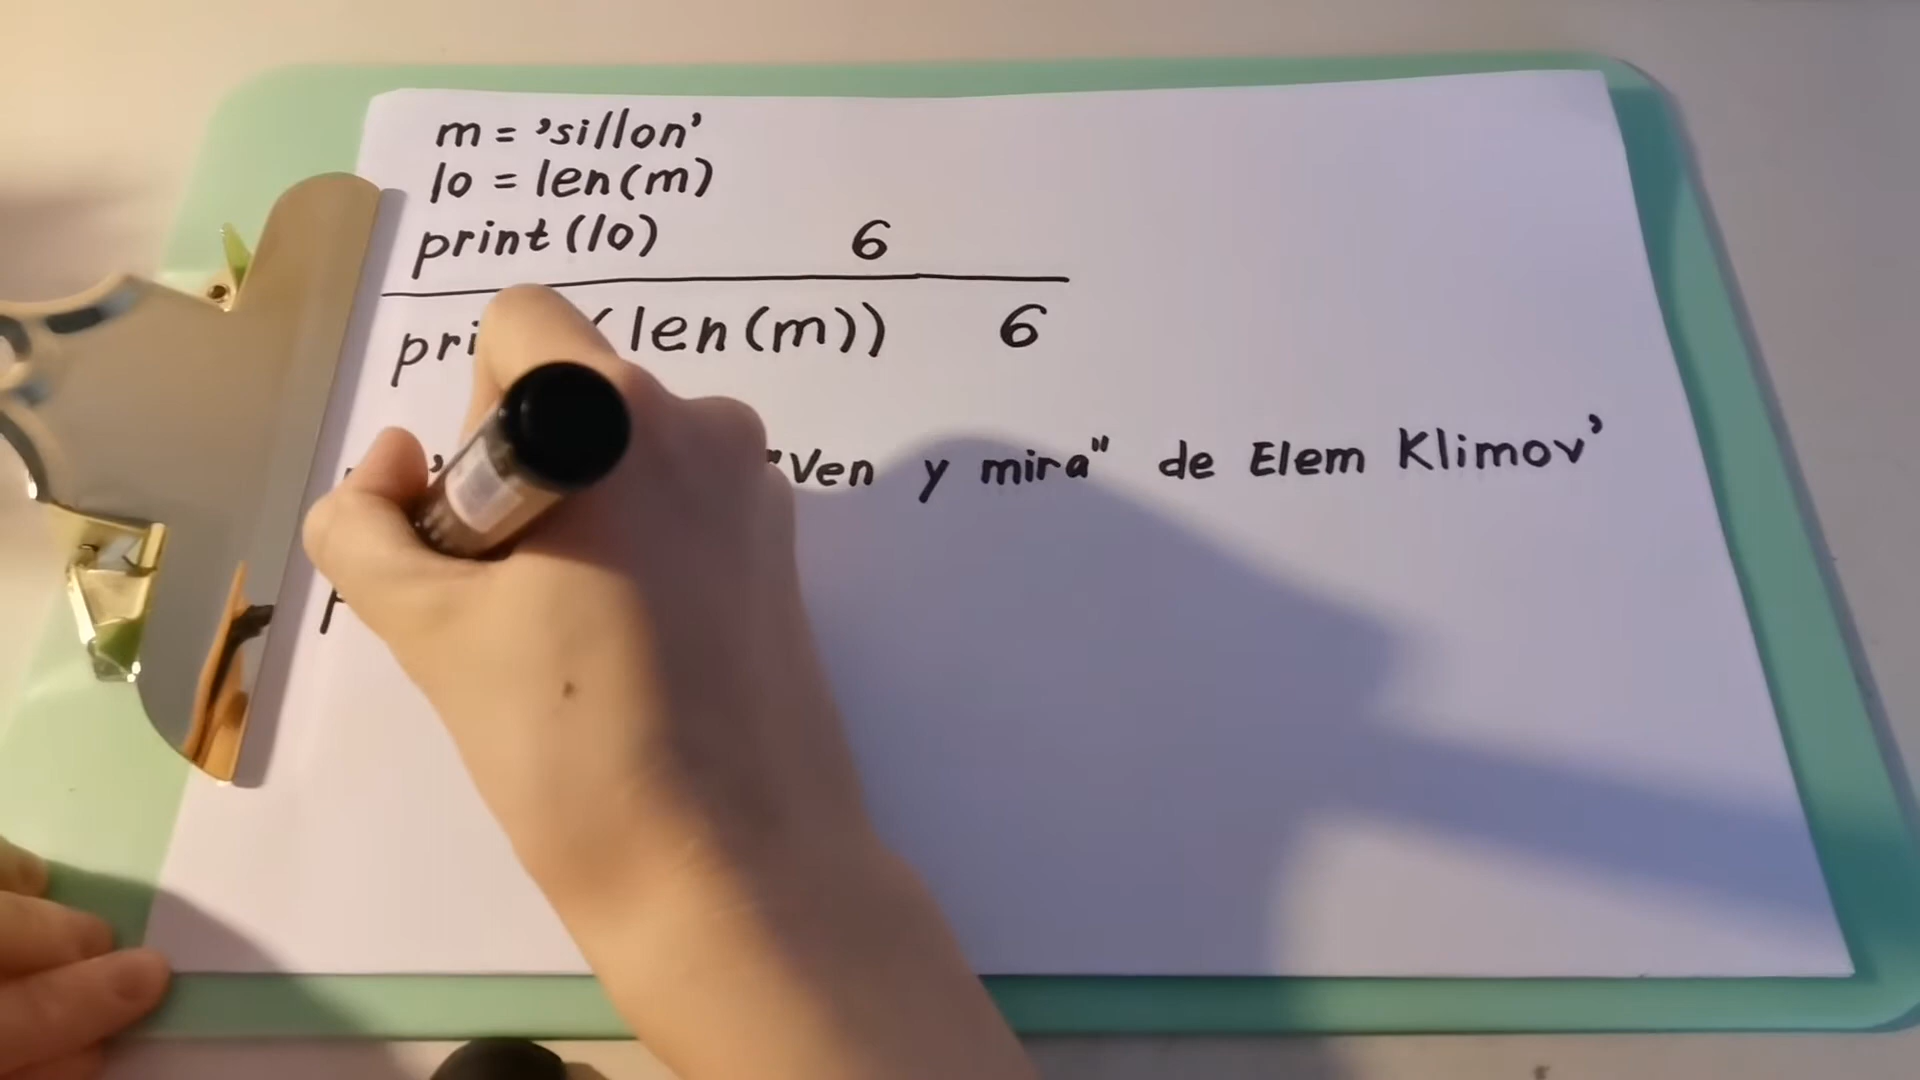 m = 'sillon'
lo = len(m)
print(lo) 6
(len(m)) 6
"Ven y mira" de Elem Klimov'